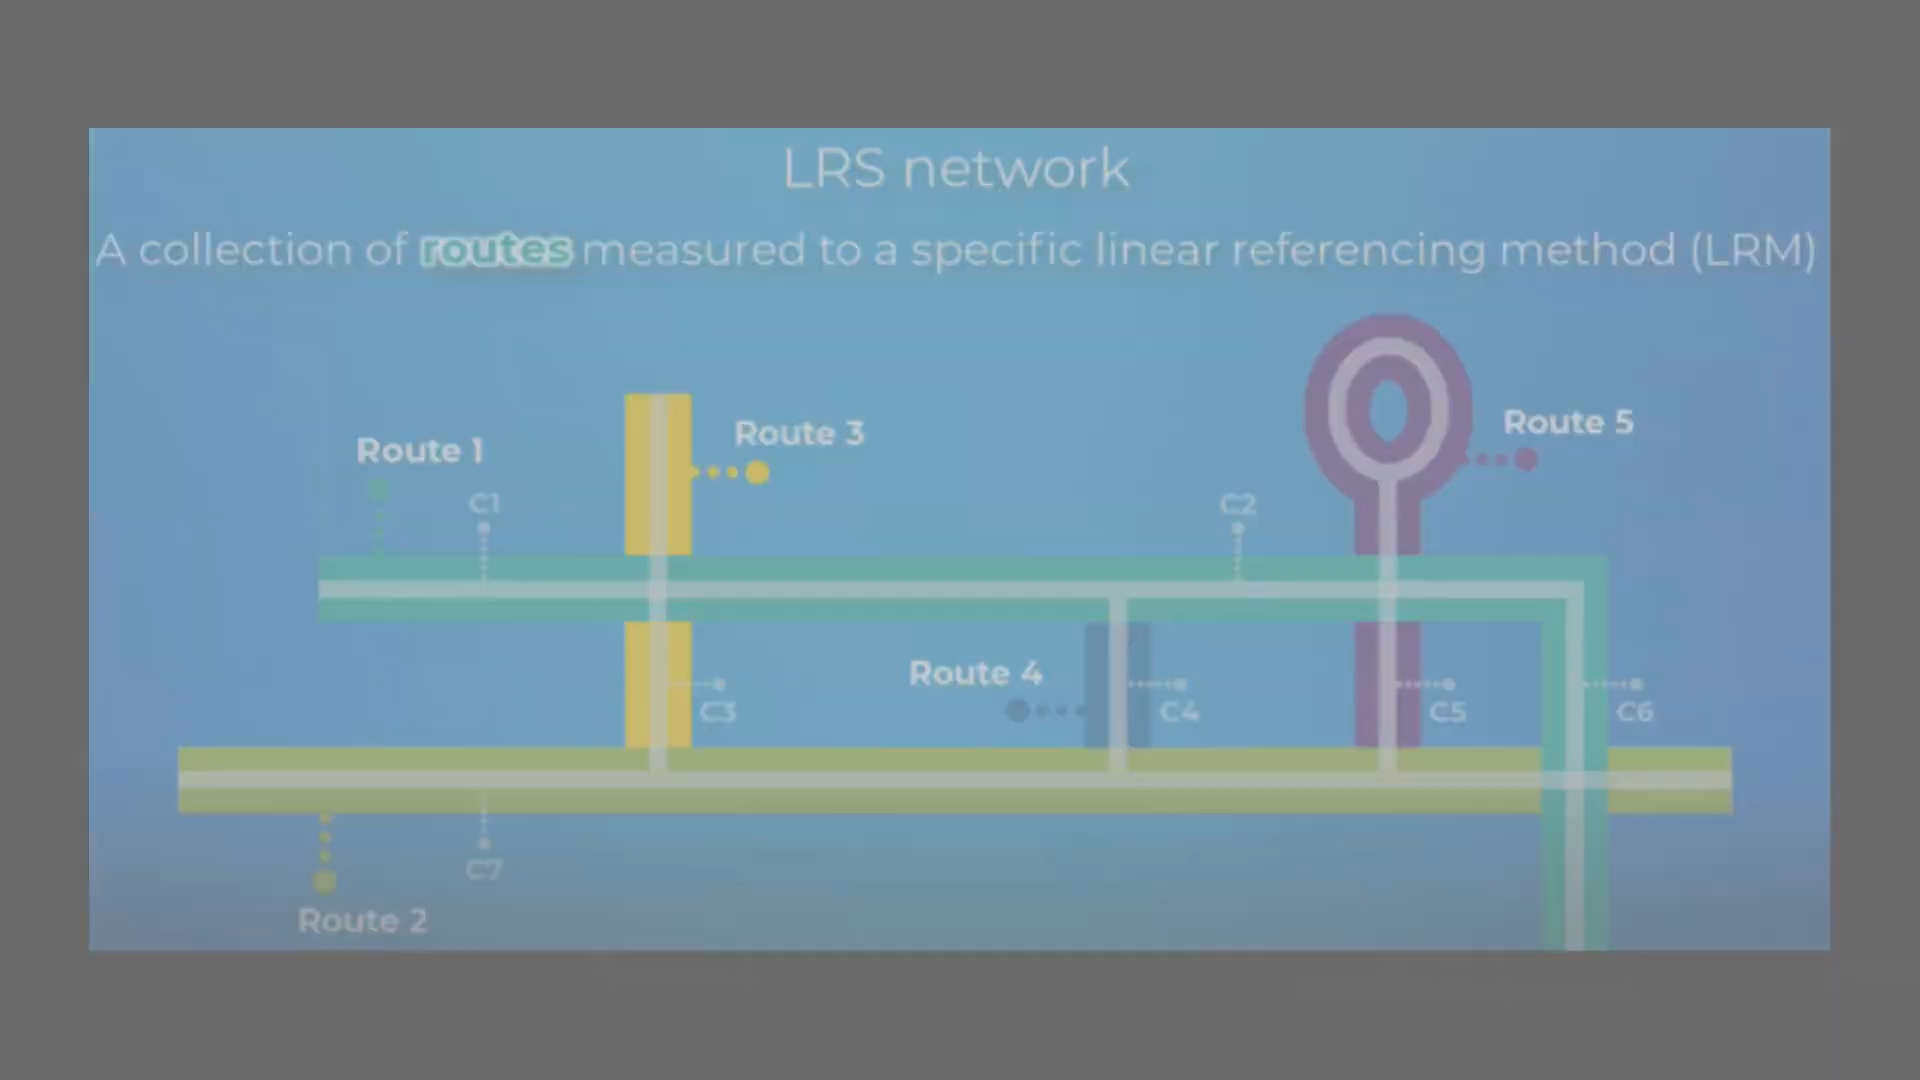 LRS network
A collection of routes measured to a specific linear referencing method (LRM)
Route 1
Route 3
Route 5
C1
C2
Route 4
C3
C4
C5
C6
C7
Route 2